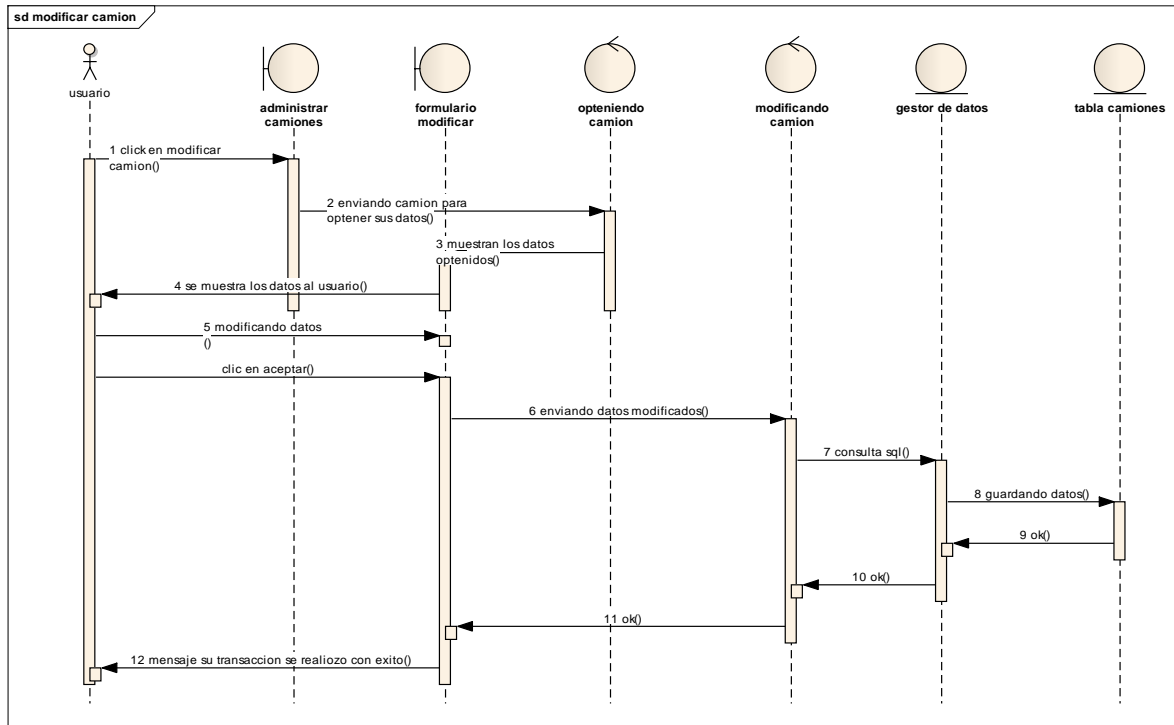 sd modificar camion
usuario
administrar
camiones
formulario
modificar
opteniendo
camion
modificando
camion
gestor de datos
tabla camiones
1 click en modificar
camion()
2 enviando camion para
optener sus datos()
3 muestran los datos
optenidos()
4 se muestra los datos al usuario()
5 modificando datos
()
clic en aceptar()
6 enviando datos modificados()
7 consulta sql()
8 guardando datos()
9 ok()
10 ok()
11 ok()
12 mensaje su transaccion se realiozo con exito()